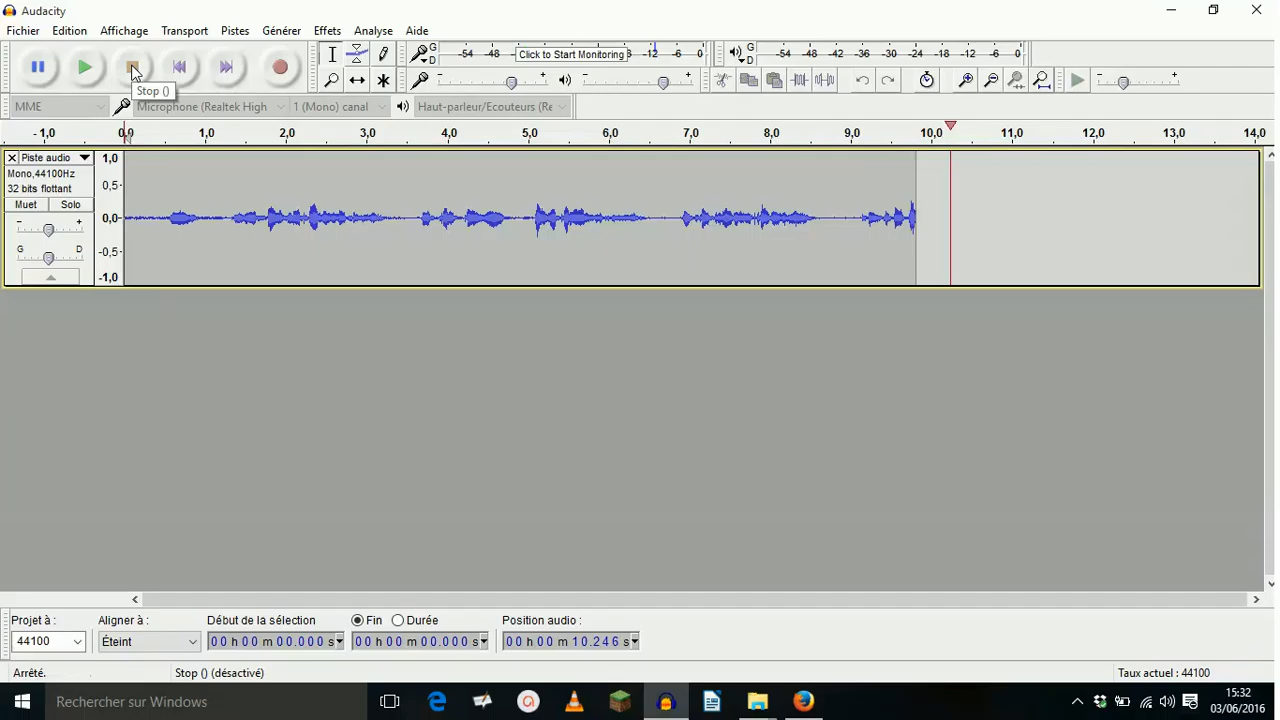 Audacity
Fichier Edition Affichage Transport Pistes Générer Effets Analyse Aide
G D -54 -48 Click to Start Monitoring -12 -6 0
G D -54 -48 -42 -36 -30 -24 -18 -12 -6 0
- +
- +
- +
Stop ()
MME Microphone (Realtek High 1 (Mono) canal Haut-parleur/Ecouteurs (Re
- 1,0 0,0 1,0 2,0 3,0 4,0 5,0 6,0 7,0 8,0 9,0 10,0 11,0 12,0 13,0 14,0
Piste audio
Mono,44100Hz
32 bits flottant
Muet Solo
- +
G D
1,0
0,5
0,0
-0,5
-1,0
Projet à : Aligner à : Début de la sélection Fin Durée Position audio :
44100 Éteint 00 h 00 m 00.000 s 00 h 00 m 00.000 s 00 h 00 m 10.246 s
Arrêté. Stop () (désactivé) Taux actuel : 44100
Rechercher sur Windows
15:32
03/06/2016